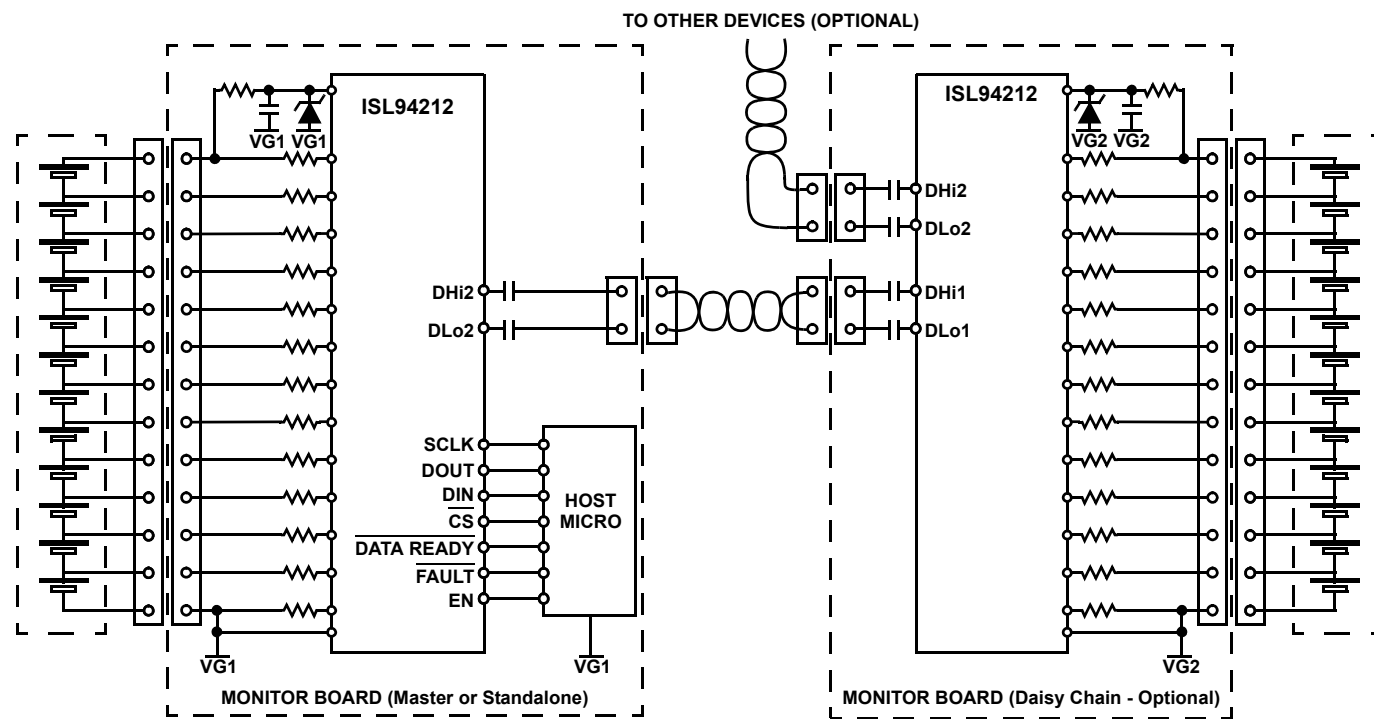 TO OTHER DEVICES (OPTIONAL)
ISL94212
VG1
VG1
DHi2
DLo2
SCLK
DOUT
DIN
CS
DATA READY
FAULT
EN
HOST
MICRO
VG1
VG1
MONITOR BOARD (Master or Standalone)
ISL94212
VG2
VG2
DHi2
DLo2
DHi1
DLo1
VG2
MONITOR BOARD (Daisy Chain - Optional)